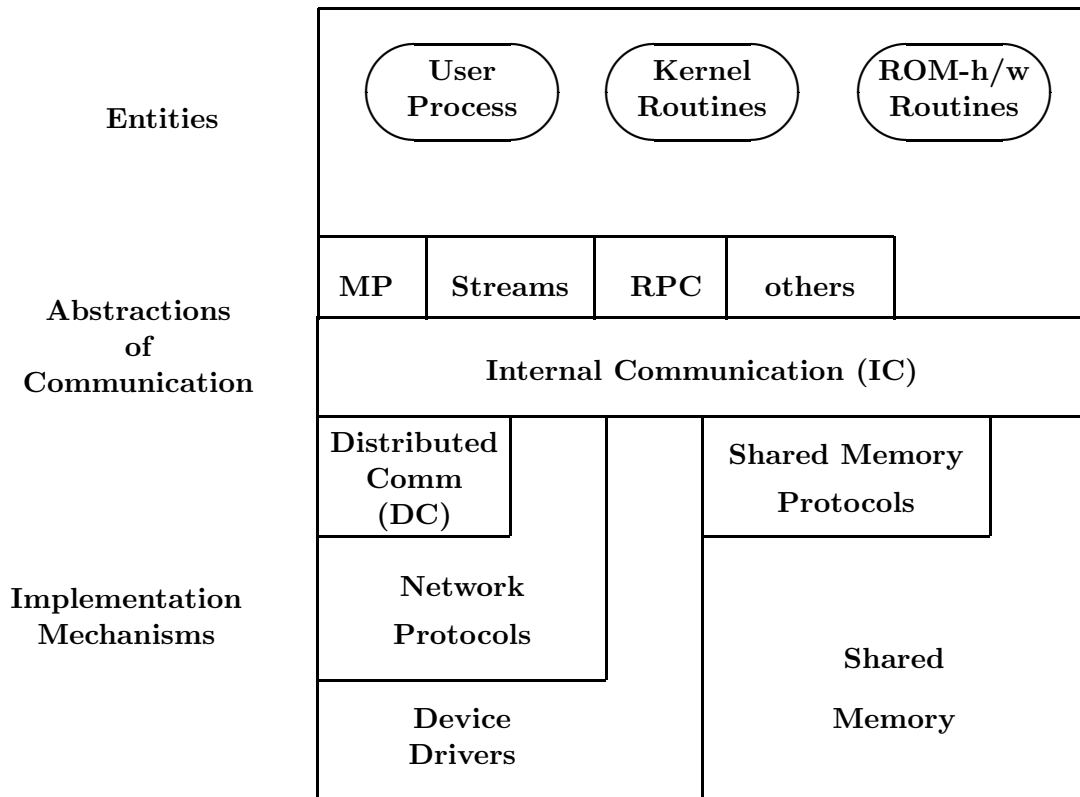 User
Process
Kernel
Routines
ROM-h/w
Routines
Entities
MP
Streams
RPC
others
Abstractions
of
Communication
Internal Communication (IC)
Distributed
Comm
(DC)
Shared Memory
Protocols
Implementation
Mechanisms
Network
Protocols
Shared
Memory
Device
Drivers